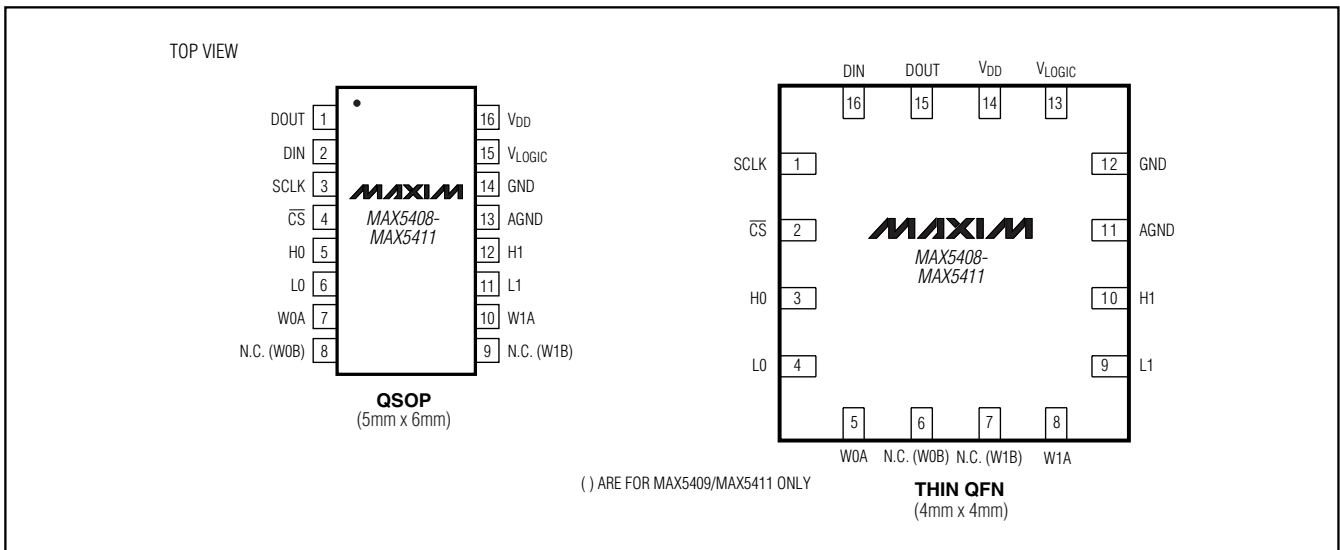 TOP VIEW
DOUT 1
DIN 2
SCLK 3
CS 4
H0 5
L0 6
W0A 7
N.C. (W0B) 8
16 VDD
15 VLOGIC
14 GND
13 AGND
12 H1
11 L1
10 W1A
9 N.C. (W1B)
MAXIM
MAX5408-
MAX5411
QSOP
(5mm x 6mm)
DIN DOUT VDD VLOGIC
16 15 14 13
SCLK 1
CS 2
H0 3
L0 4
12 GND
11 AGND
10 H1
9 L1
MAXIM
MAX5408-
MAX5411
5 6 7 8
W0A N.C. (W0B) N.C. (W1B) W1A
( ) ARE FOR MAX5409/MAX5411 ONLY
THIN QFN
(4mm x 4mm)